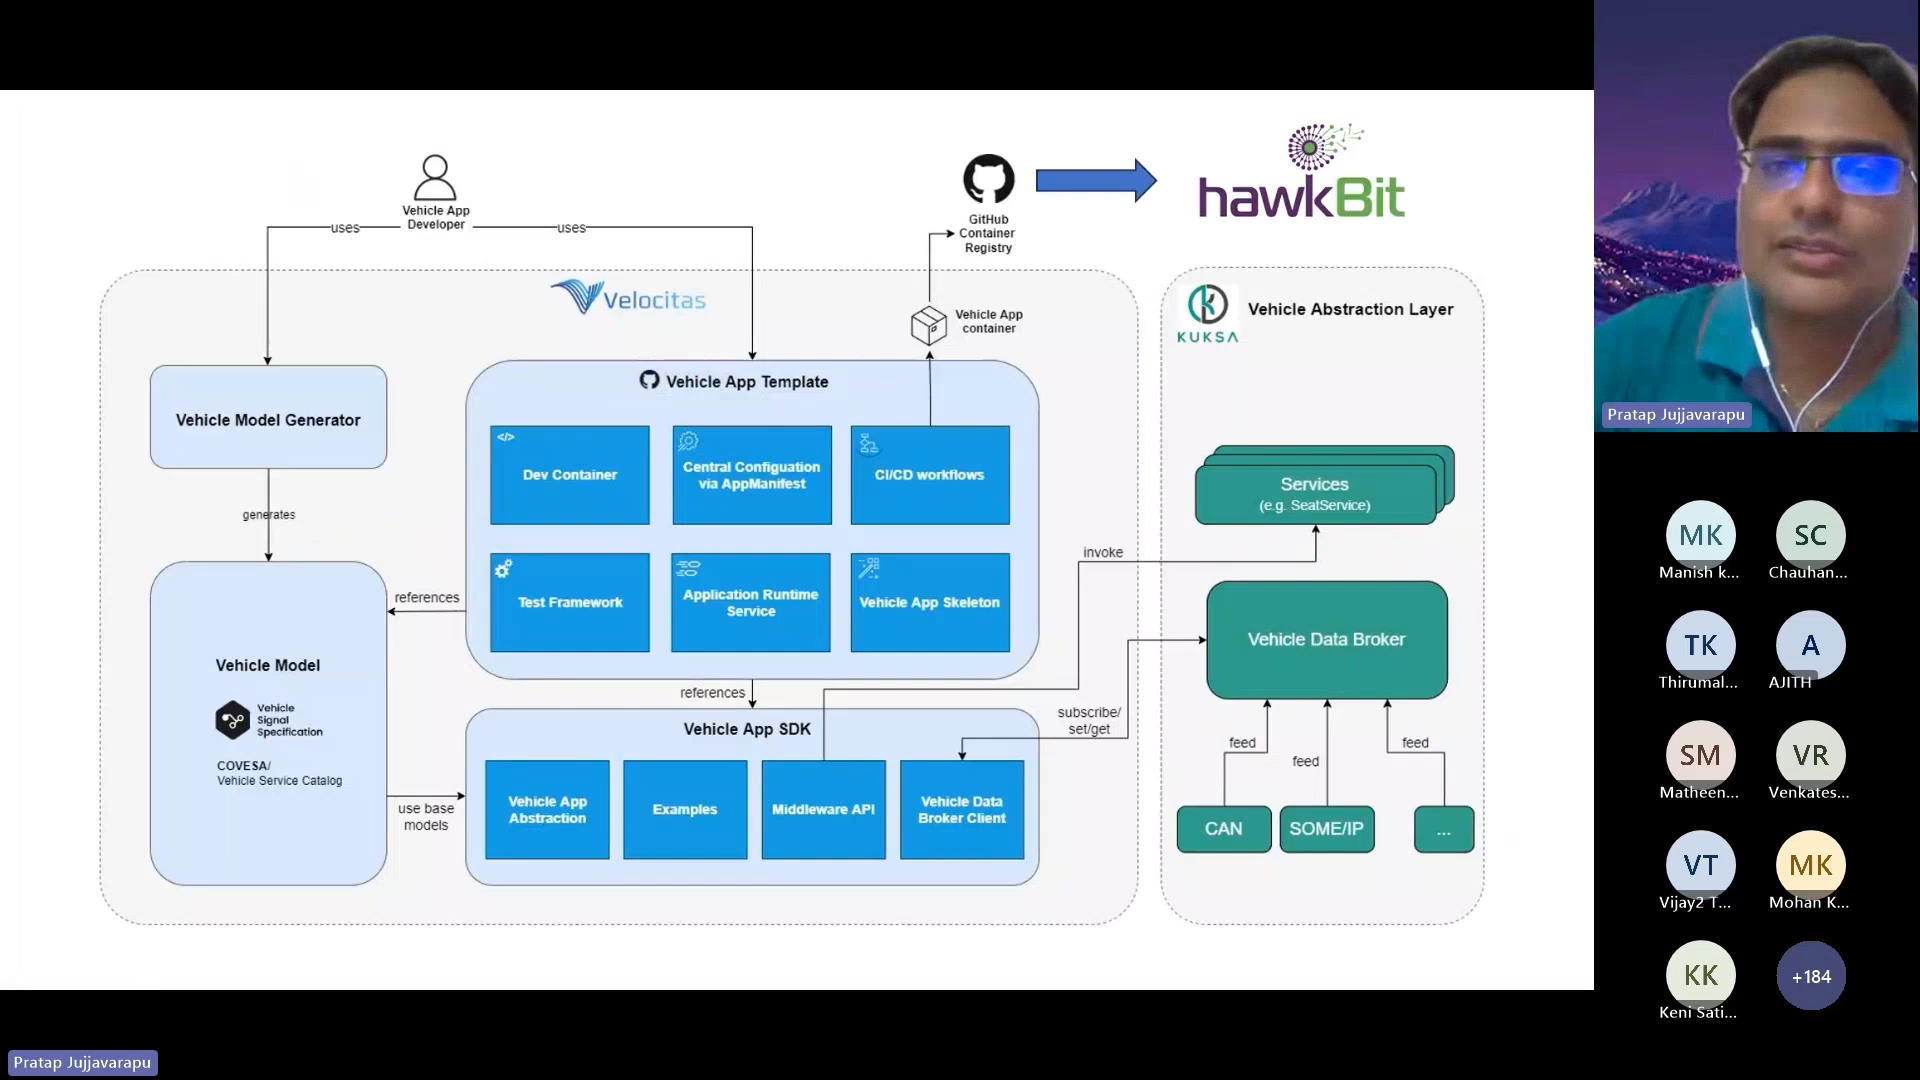 hawkBit
Vehicle App
Developer
uses
uses
GitHub
Container
Registry
Velocitas
Vehicle App
container
KUKSA
Vehicle Abstraction Layer
Vehicle App Template
Vehicle Model Generator
</>
Dev Container
Central Configuation
via AppManifest
CI/CD workflows
Services
(e.g. SeatService)
generates
invoke
Test Framework
Application Runtime
Service
Vehicle App Skeleton
references
Vehicle Data Broker
Vehicle Model
Vehicle
Signal
Specification
COVESA/
Vehicle Service Catalog
references
subscribe/
set/get
Vehicle App SDK
feed
feed
feed
use base
models
Vehicle App
Abstraction
Examples
Middleware API
Vehicle Data
Broker Client
CAN
SOME/IP
...
Pratap Jujjavarapu
MK
Manish k...
SC
Chauhan...
TK
Thirumal...
A
AJITH
SM
Matheen...
VR
Venkates...
VT
Vijay2 T...
MK
Mohan K...
KK
Keni Sati...
+184
Pratap Jujjavarapu